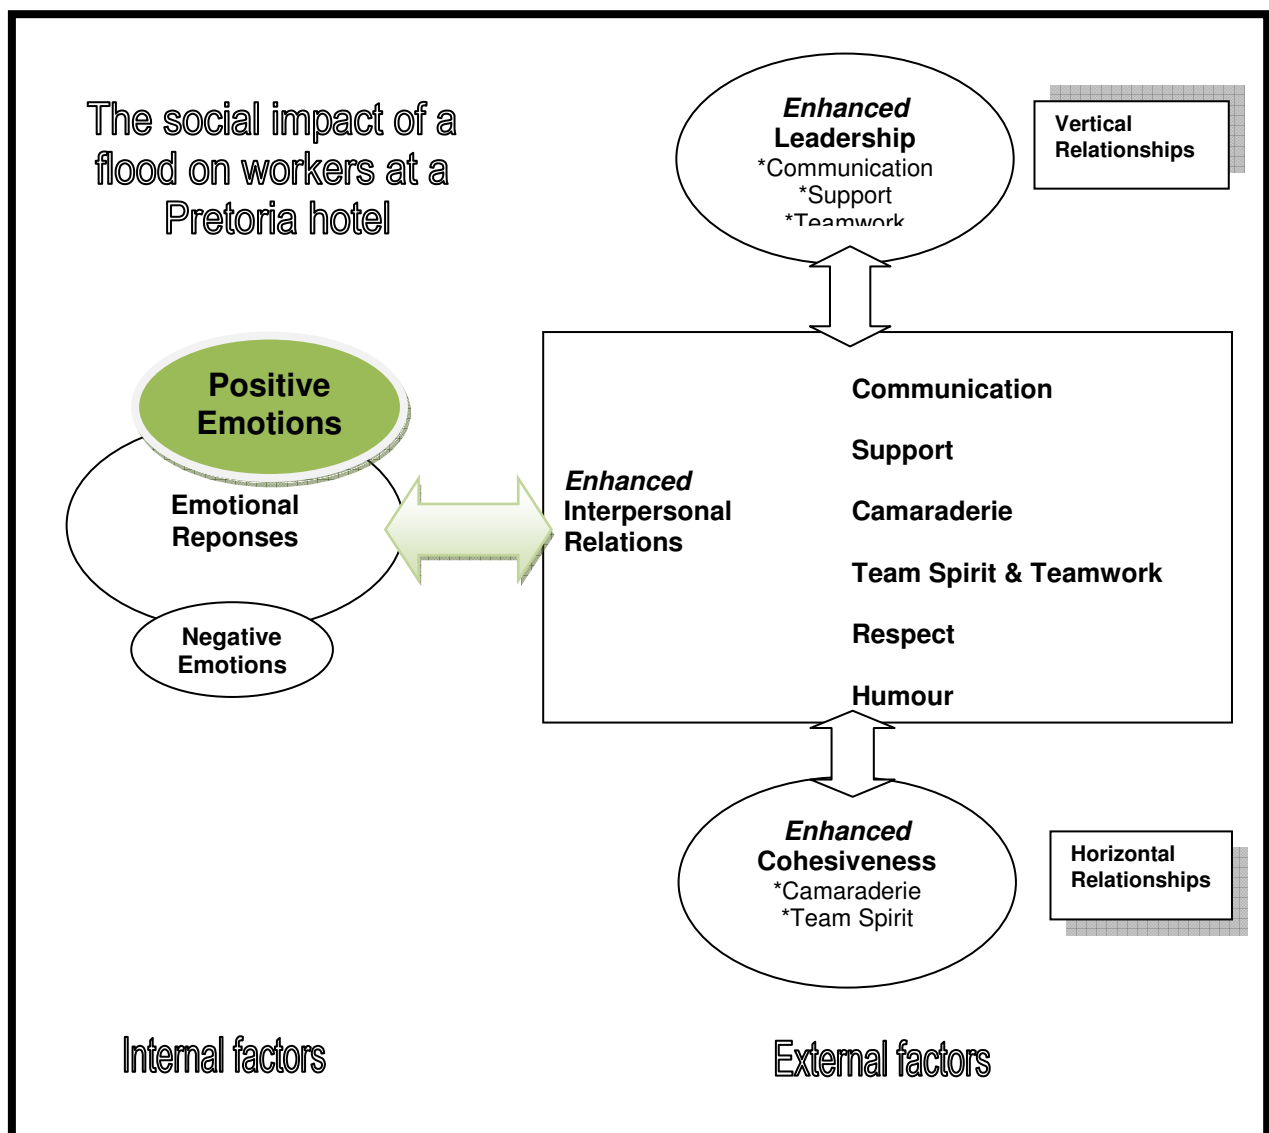 The social impact of a
flood on workers at a
Pretoria hotel
Enhanced
Leadership
*Communication
*Support
*Teamwork
Vertical
Relationships
Positive
Emotions
Emotional
Reponses
Negative
Emotions
Enhanced
Interpersonal
Relations
Communication
Support
Camaraderie
Team Spirit & Teamwork
Respect
Humour
Enhanced
Cohesiveness
*Camaraderie
*Team Spirit
Horizontal
Relationships
Internal factors
External factors